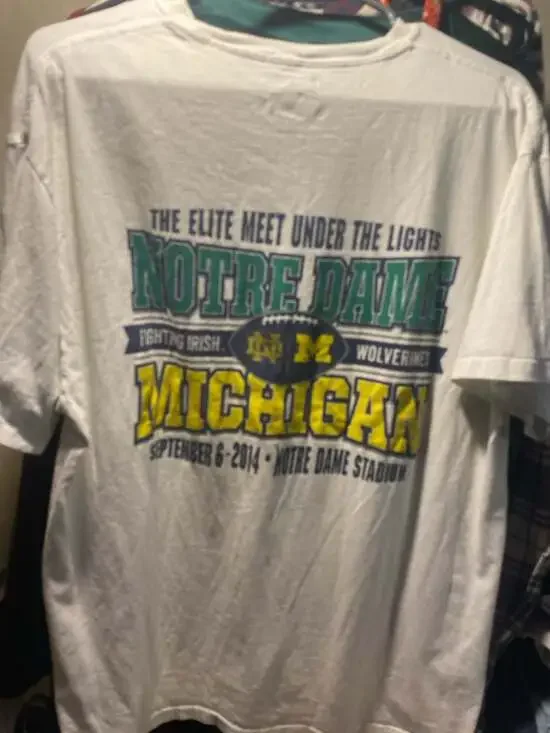 THE ELITE MEET UNDER THE LIGHTS
NOTRE DAME
FIGHTING IRISH. ND M WOLVERINES
MICHIGAN
SEPTEMBER 6-2014 • NOTRE DAME STADIUM